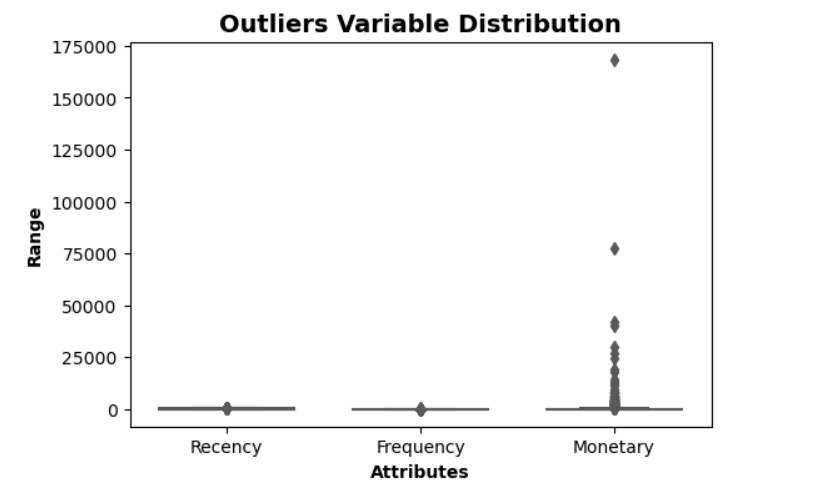 Outliers Variable Distribution
175000
150000
125000
100000
75000
50000
25000
0
Range
Recency Frequency Monetary
Attributes